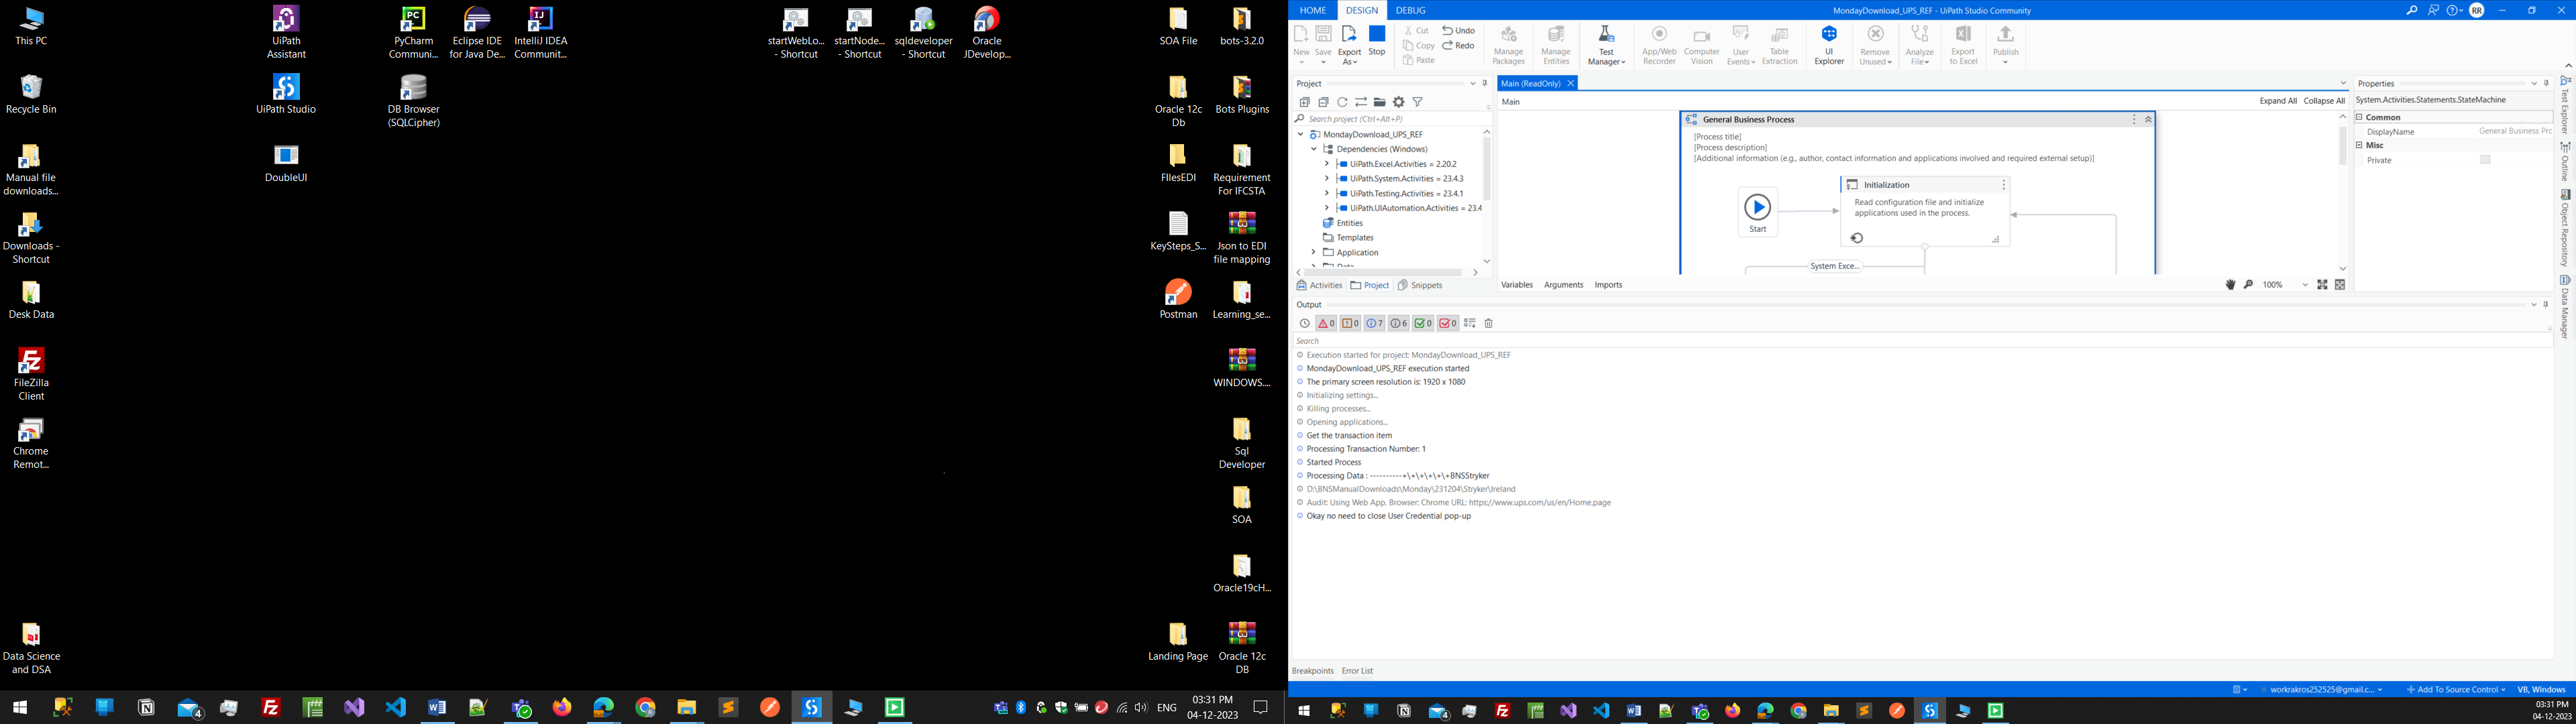 This PC
Recycle Bin
Manual file
downloads...
Downloads -
Shortcut
Desk Data
FileZilla
Client
Chrome
Remot...
Data Science
and DSA
UiPath
Assistant
UiPath Studio
DoubleUI
PyCharm
Communi...
DB Browser
(SQLCipher)
Eclipse IDE
for Java De...
IntelliJ IDEA
Communit...
startWebLo...
- Shortcut
startNode...
- Shortcut
sqldeveloper
- Shortcut
Oracle
JDevelop...
SOA File
Oracle 12c
Db
FIlesEDI
KeySteps_S...
Postman
Landing Page
bots-3.2.0
Bots Plugins
Requirement
For IFCSTA
Json to EDI
file mapping
Learning_se...
WINDOWS....
Sql
Developer
SOA
Oracle19cH...
Oracle 12c
DB
4
ENG
03:31 PM
04-12-2023
HOME DESIGN DEBUG
MondayDownload_UPS_REF - UiPath Studio Community
RR
New
Save
Export
As
Stop
Cut
Copy
Paste
Undo
Redo
Manage
Packages
Manage
Entities
Test
Manager
App/Web
Recorder
Computer
Vision
User
Events
Table
Extraction
UI
Explorer
Remove
Unused
Analyze
File
Export
to Excel
Publish
Project
Search project (Ctrl+Alt+P)
MondayDownload_UPS_REF
Dependencies (Windows)
UiPath.Excel.Activities = 2.20.2
UiPath.System.Activities = 23.4.3
UiPath.Testing.Activities = 23.4.1
UiPath.UIAutomation.Activities = 23.4
Entities
Templates
Application
Activities Project Snippets
Main (ReadOnly)
Main
Expand All Collapse All
General Business Process
[Process title]
[Process description]
[Additional information (e.g., author, contact information and applications involved and required external setup)]
Start
Initialization
Read configuration file and initialize
applications used in the process.
System Exce...
Variables Arguments Imports
100%
Properties
System.Activities.Statements.StateMachine
Common
DisplayName General Business Pro
Misc
Private
Test Explorer
Outline
Object Repository
Data Manager
Output
0 0 7 6 0 0
Search
Execution started for project: MondayDownload_UPS_REF
MondayDownload_UPS_REF execution started
The primary screen resolution is: 1920 x 1080
Initializing settings...
Killing processes...
Opening applications...
Get the transaction item
Processing Transaction Number: 1
Started Process
Processing Data : ----------+\+\+\+\+\+BNSStryker
D:\BNSManualDownloads\Monday\231204\Stryker\Ireland
Audit: Using Web App. Browser: Chrome URL: https://www.ups.com/us/en/Home.page
Okay no need to close User Credential pop-up
Breakpoints Error List
workrakros252525@gmail.c...
Add To Source Control
VB, Windows
4
03:31 PM
04-12-2023